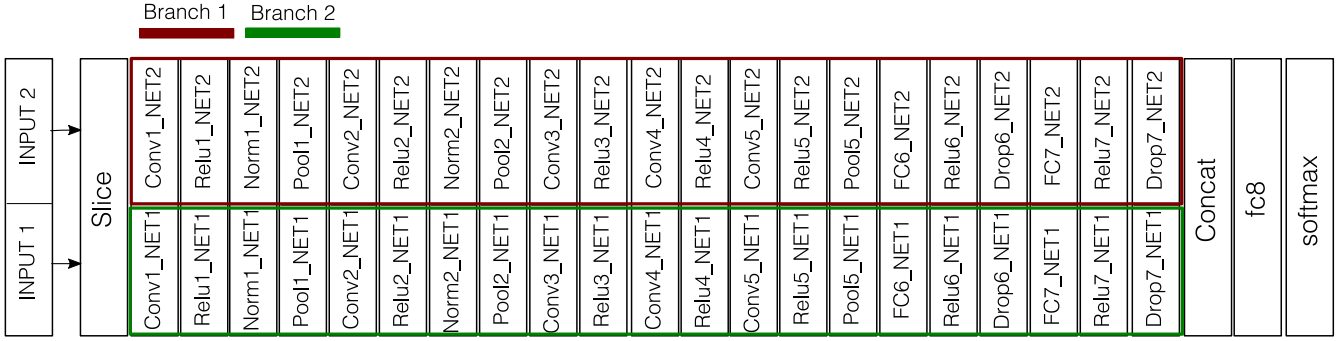 Branch 1
Branch 2
INPUT 2
INPUT 1
Slice
Conv1_NET2
Relu1_NET2
Norm1_NET2
Pool1_NET2
Conv2_NET2
Relu2_NET2
Norm2_NET2
Pool2_NET2
Conv3_NET2
Relu3_NET2
Conv4_NET2
Relu4_NET2
Conv5_NET2
Relu5_NET2
Pool5_NET2
FC6_NET2
Relu6_NET2
Drop6_NET2
FC7_NET2
Relu7_NET2
Drop7_NET2
Conv1_NET1
Relu1_NET1
Norm1_NET1
Pool1_NET1
Conv2_NET1
Relu2_NET1
Norm2_NET1
Pool2_NET1
Conv3_NET1
Relu3_NET1
Conv4_NET1
Relu4_NET1
Conv5_NET1
Relu5_NET1
Pool5_NET1
FC6_NET1
Relu6_NET1
Drop6_NET1
FC7_NET1
Relu7_NET1
Drop7_NET1
Concat
fc8
softmax